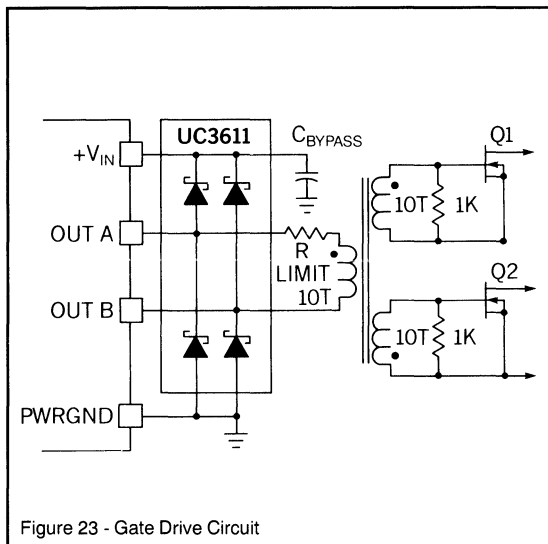 UC3611
+V_IN
C_BYPASS
Q1
OUT A
10T
1K
R
LIMIT
10T
Q2
OUT B
10T
1K
PWRGND
Figure 23 - Gate Drive Circuit